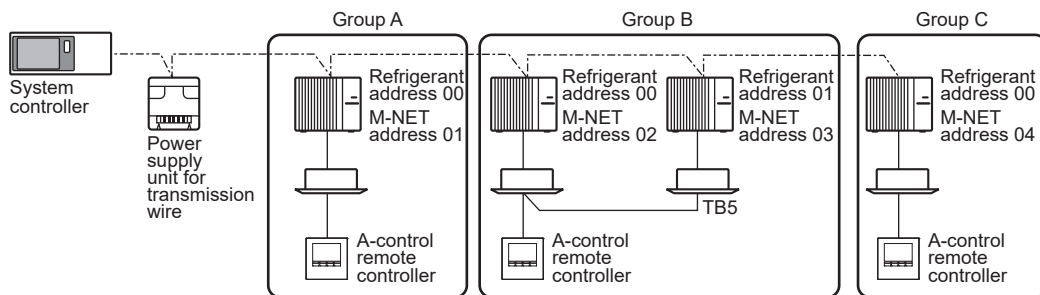 Group A
Group B
Group C
System
controller
Power
supply
unit for
transmission
wire
Refrigerant
address 00
M-NET
address 01
A-control
remote
controller
Refrigerant
address 00
M-NET
address 02
A-control
remote
controller
Refrigerant
address 01
M-NET
address 03
TB5
Refrigerant
address 00
M-NET
address 04
A-control
remote
controller